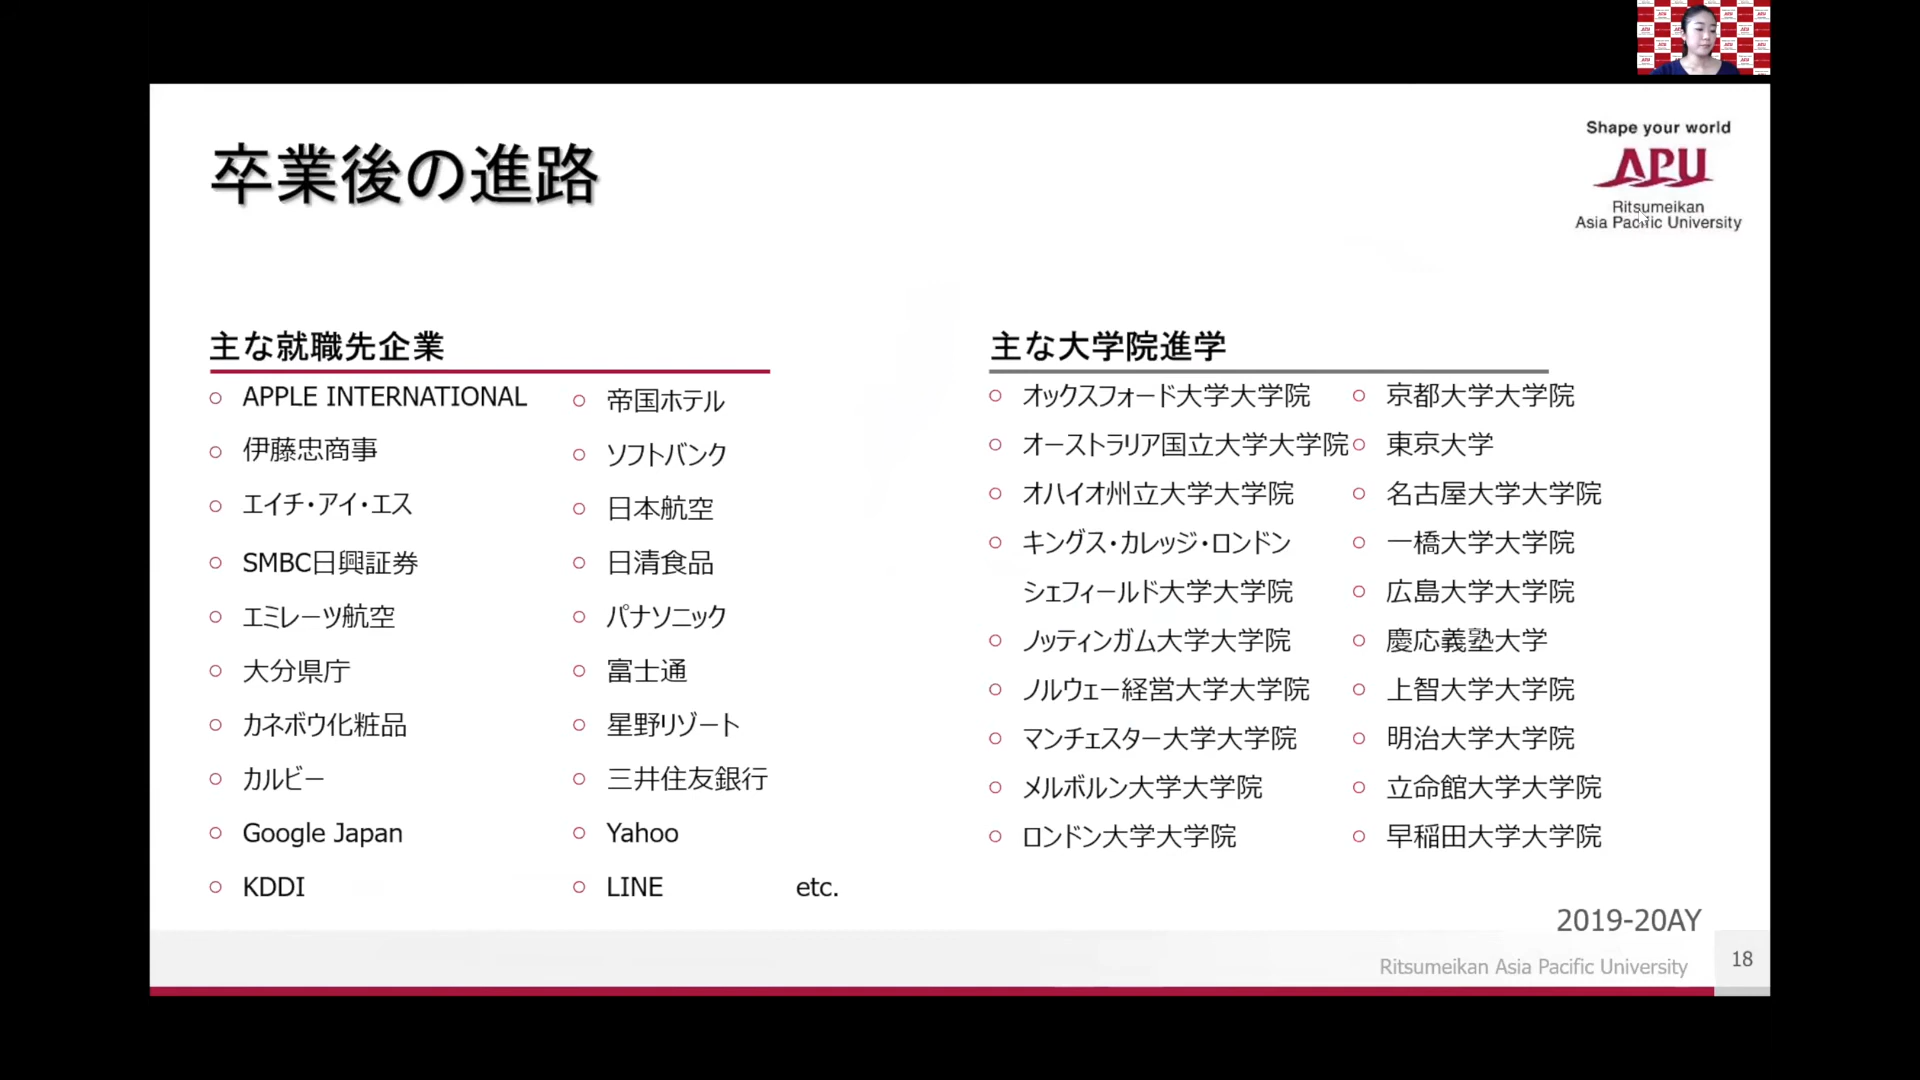 Shape your world
APU
Ritsumeikan
Asia Pacific University
卒業後の進路
主な就職先企業
APPLE INTERNATIONAL
伊藤忠商事
エイチ・アイ・エス
SMBC日興証券
エミレーツ航空
大分県庁
カネボウ化粧品
カルビー
Google Japan
KDDI
帝国ホテル
ソフトバンク
日本航空
日清食品
パナソニック
富士通
星野リゾート
三井住友銀行
Yahoo
LINE etc.
主な大学院進学
オックスフォード大学大学院
オーストラリア国立大学大学院
オハイオ州立大学大学院
キングス・カレッジ・ロンドン
シェフィールド大学大学院
ノッティンガム大学大学院
ノルウェー経営大学大学院
マンチェスター大学大学院
メルボルン大学大学院
ロンドン大学大学院
京都大学大学院
東京大学
名古屋大学大学院
一橋大学大学院
広島大学大学院
慶応義塾大学
上智大学大学院
明治大学大学院
立命館大学大学院
早稲田大学大学院
2019-20AY
Ritsumeikan Asia Pacific University
18